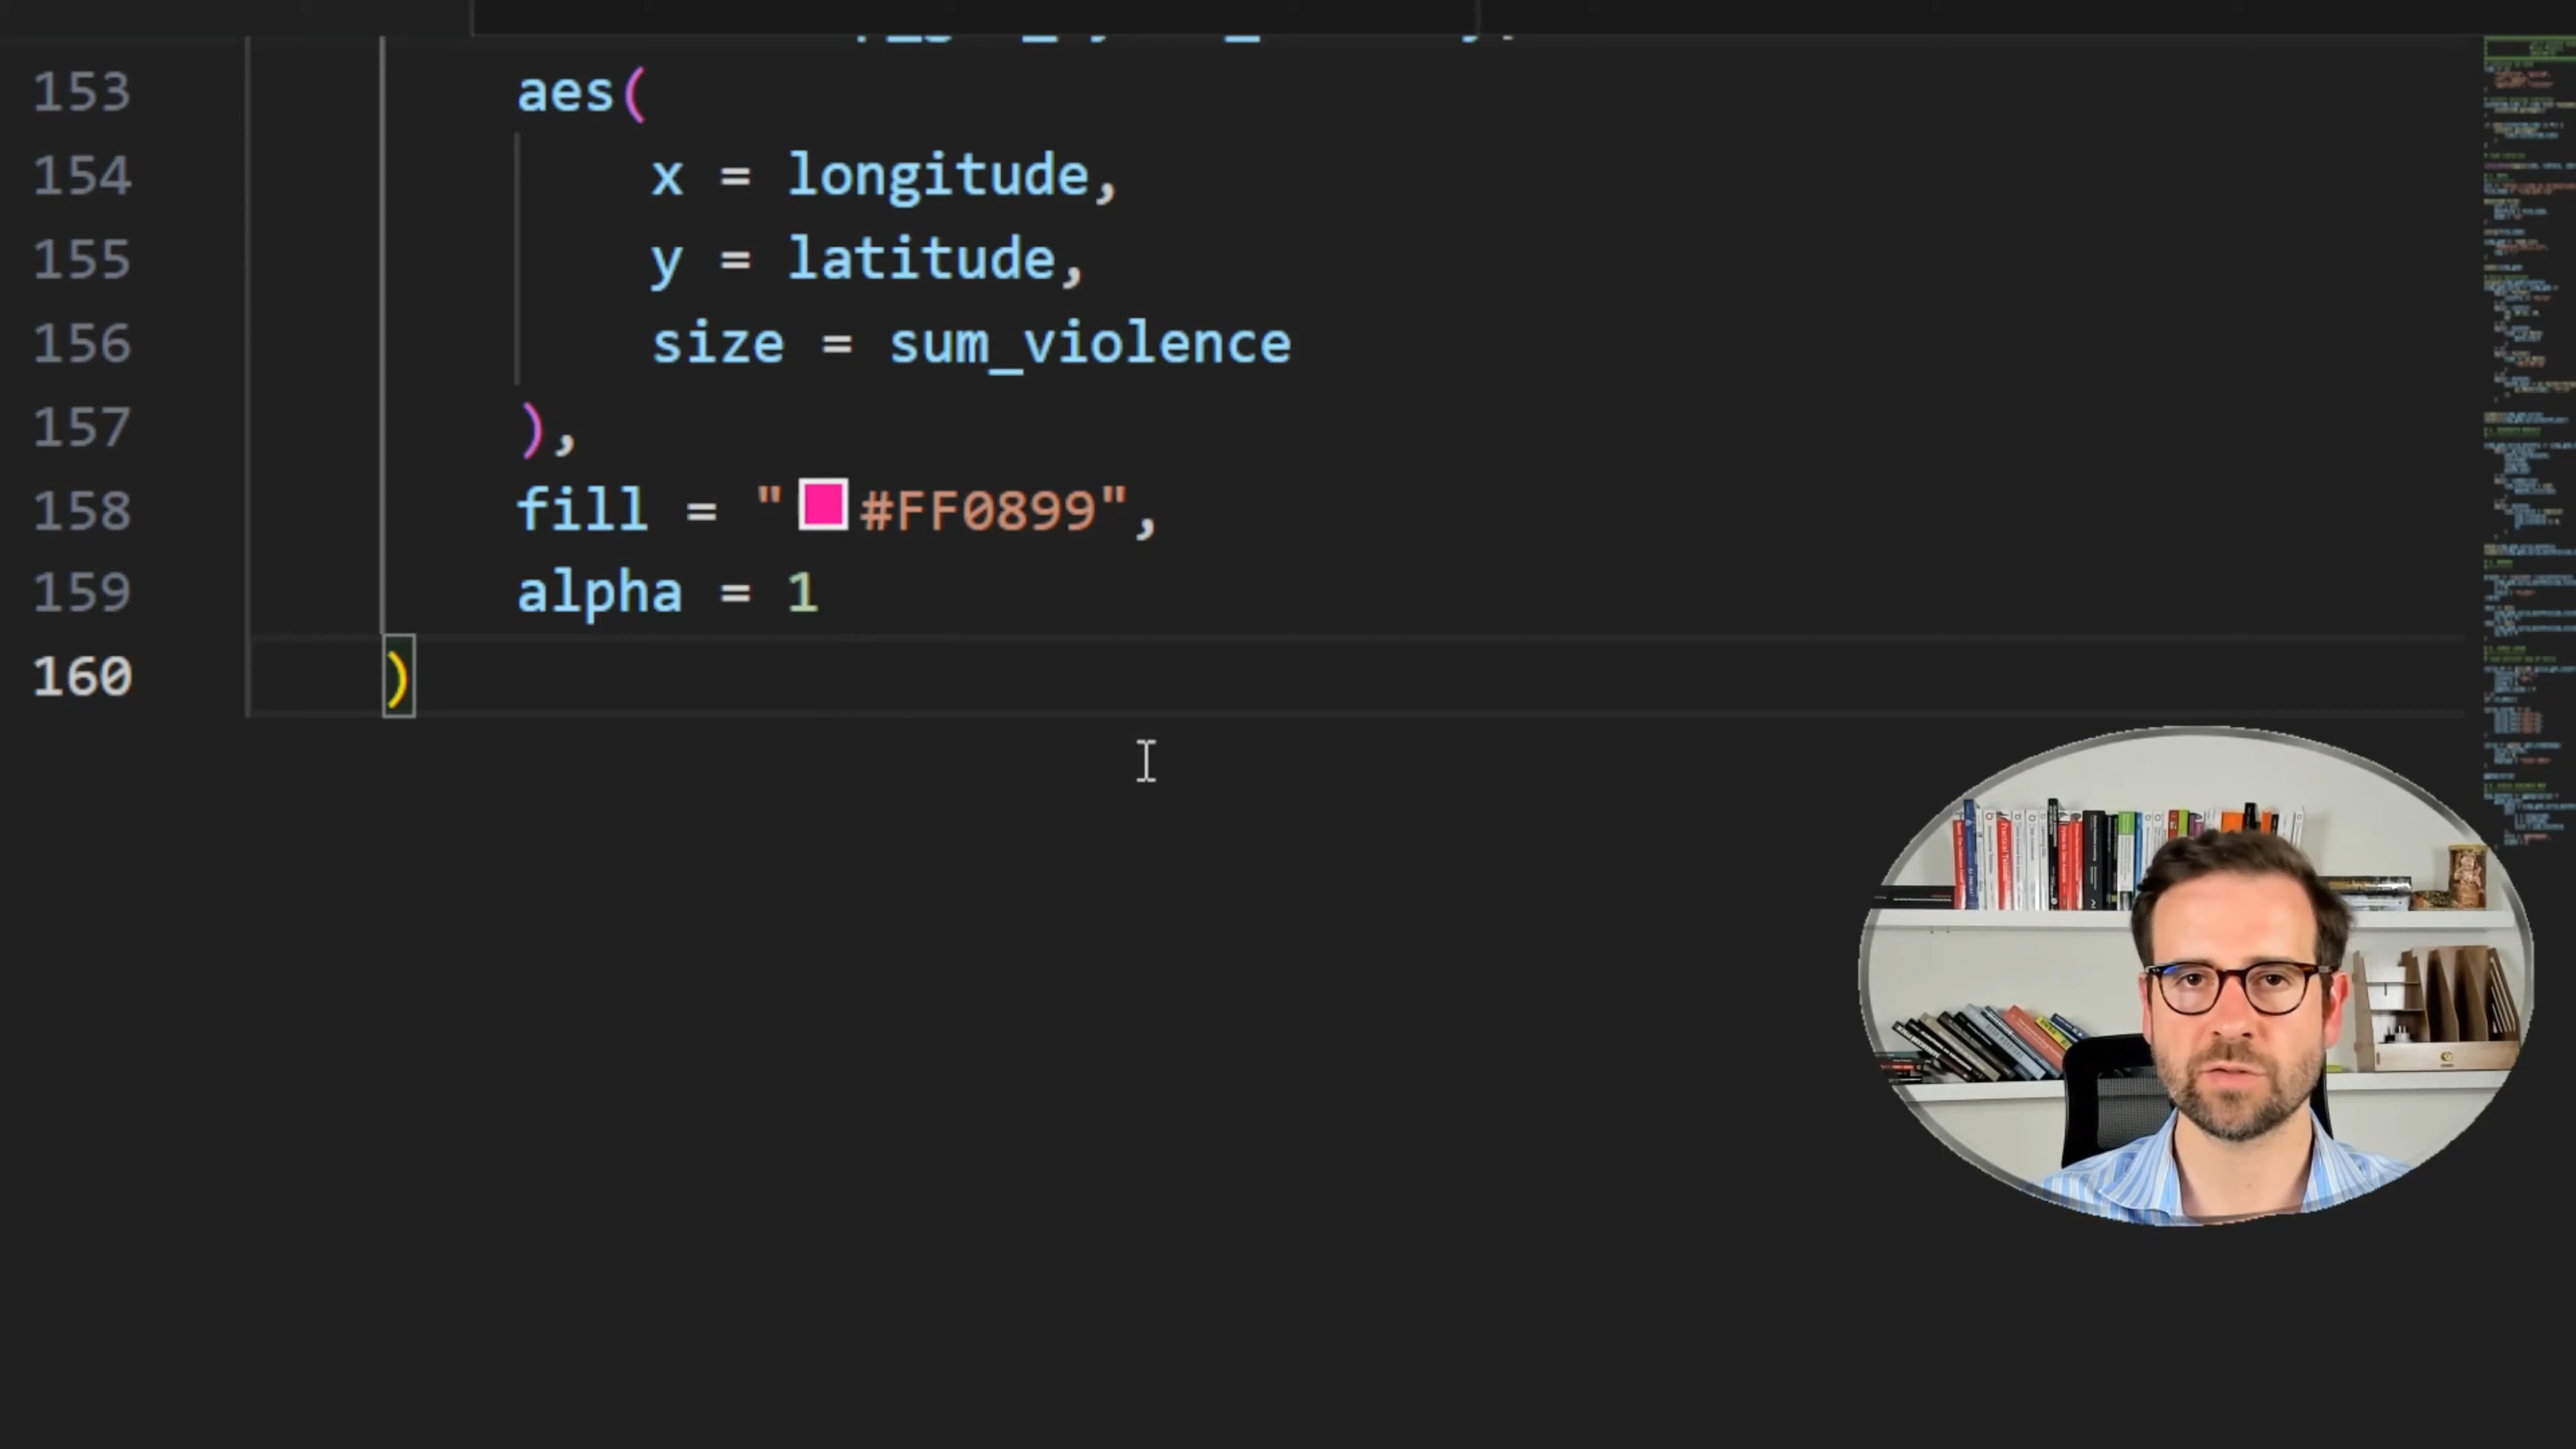 153 aes(
154 x = longitude,
155 y = latitude,
156 size = sum_violence
157 ),
158 fill = "#FF0899",
159 alpha = 1
160 )